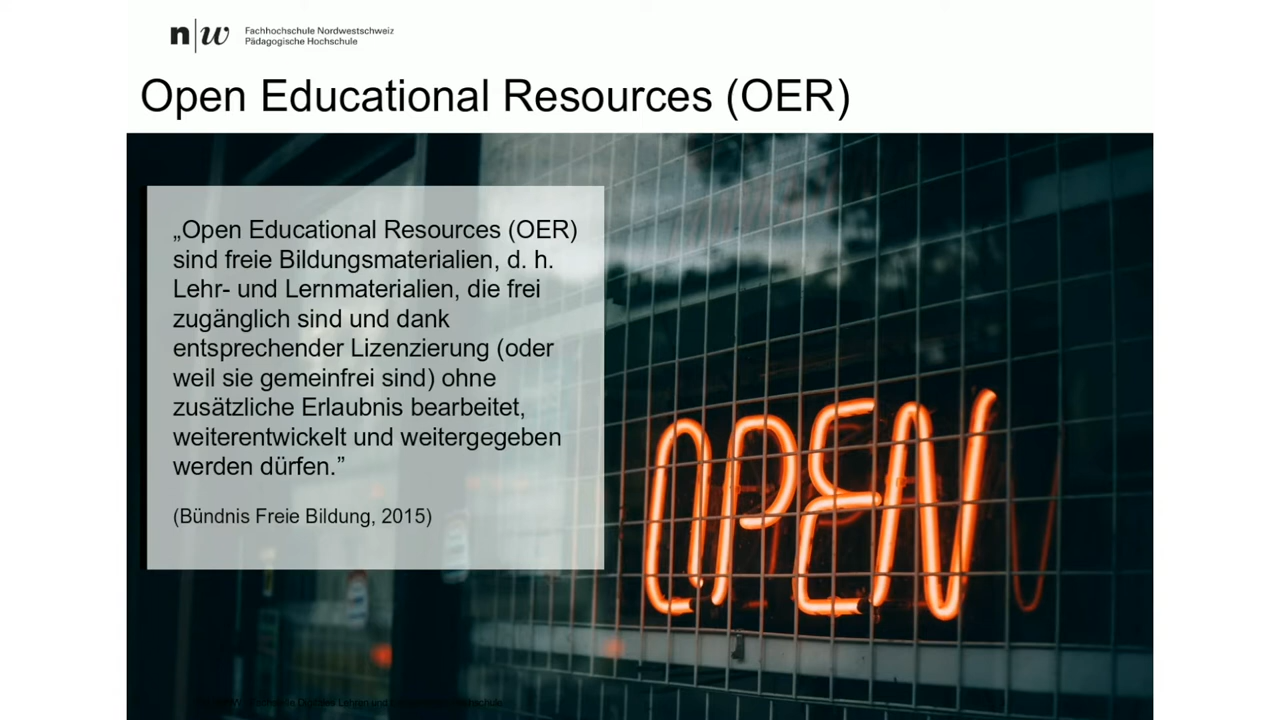 n|w
Fachhochschule Nordwestschweiz
Pädagogische Hochschule
Open Educational Resources (OER)
„Open Educational Resources (OER)
sind freie Bildungsmaterialien, d. h.
Lehr- und Lernmaterialien, die frei
zugänglich sind und dank
entsprechender Lizenzierung (oder
weil sie gemeinfrei sind) ohne
zusätzliche Erlaubnis bearbeitet,
weiterentwickelt und weitergegeben
werden dürfen.”
(Bündnis Freie Bildung, 2015)
OPEN